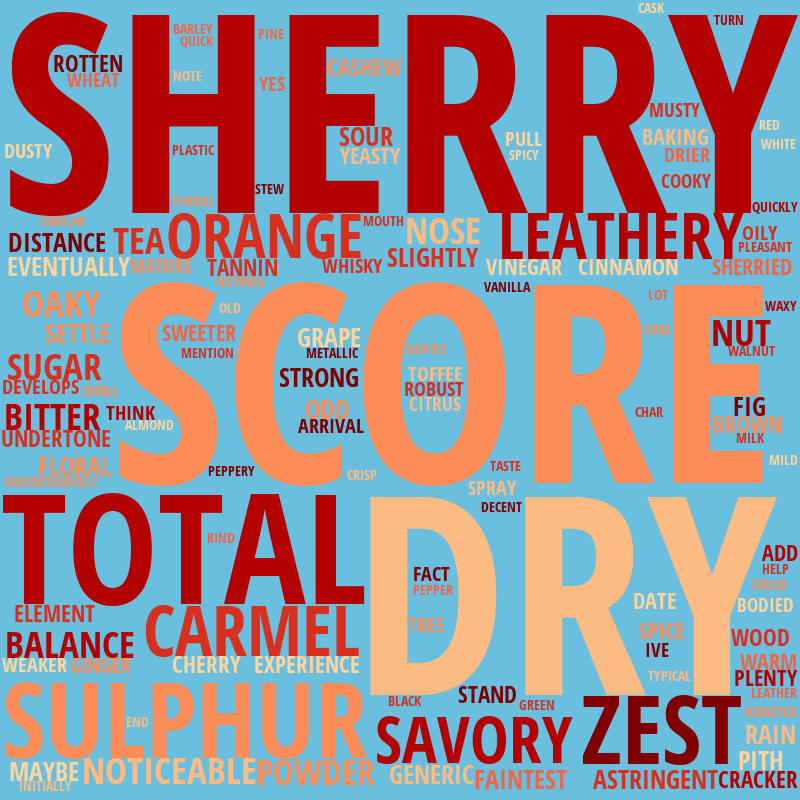 CASK
SHERRY
TURN
BARLEY
QUICK
PINE
ROTTEN
WHEAT
NOTE
YES
CASHEW
MUSTY
RED
WHITE
SOUR
YEASTY
PULL
SPICY
BAKING
DRIER
DUSTY
PLASTIC
COOKY
STEW
FENNEL
QUICKLY
SIMILAR
DISTANCE
TEA
ORANGE
MOUTH
NOSE
LEATHERY
OILY
PLEASANT
EVENTUALLY
MATURE
TANNIN
WHISKY
SLIGHTLY
VINEGAR
CINNAMON
SHERRIED
NUTMEG
VANILLA
SCORE
OAKY
OLD
LOT
WAXY
SETTLE
SWEETER
GRAPE
TIME
NUT
MENTION
METALLIC
GENTLE
WALNUT
SUGAR
STRONG
TOFFEE
DEVELOPS
SMALL
ROBUST
CITRUS
FIG
BITTER
THINK
ODD
CHAR
ALMOND
ARRIVAL
BROWN
UNDERTONE
MILK
FLORAL
PEPPERY
CRISP
TASTE
MILD
UNFORTUNATELY
SPRAY
TOTAL
DECENT
DRY
RIND
ADD
HELP
FACT
PEPPER
TOUCH
ELEMENT
CARMEL
DATE
BODIED
TREE
SPICE
BALANCE
IVE
WOOD
WEAKER
GINGER
CHERRY
EXPERIENCE
WARM
TYPICAL
PLENTY
SULPHUR
BLACK
STAND
GREEN
ZEST
LEATHER
END
SAVORY
HONEYED
RAIN
MAYBE
NOTICEABLE
POWDER
GENERIC
FAINTEST
PITH
INITIALLY
ASTRINGENT
CRACKER